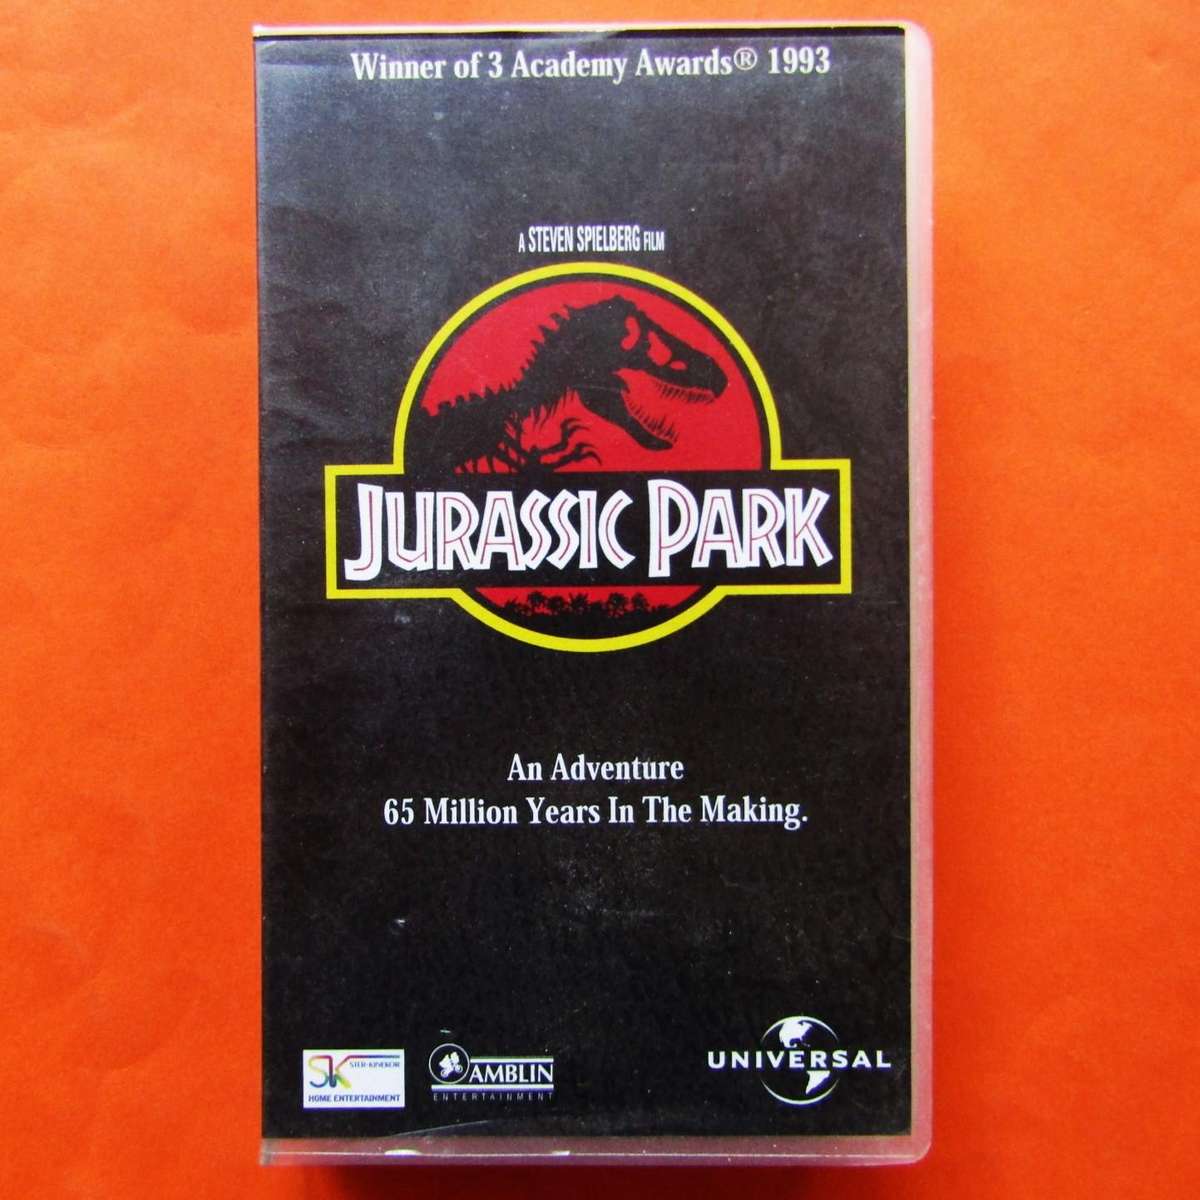 Winner of 3 Academy Awards® 1993
A STEVEN SPIELBERG FILM
JURASSIC PARK
An Adventure
65 Million Years In The Making.
SK
STER-KINEKOR
HOME ENTERTAINMENT
AMBLIN
ENTERTAINMENT
UNIVERSAL